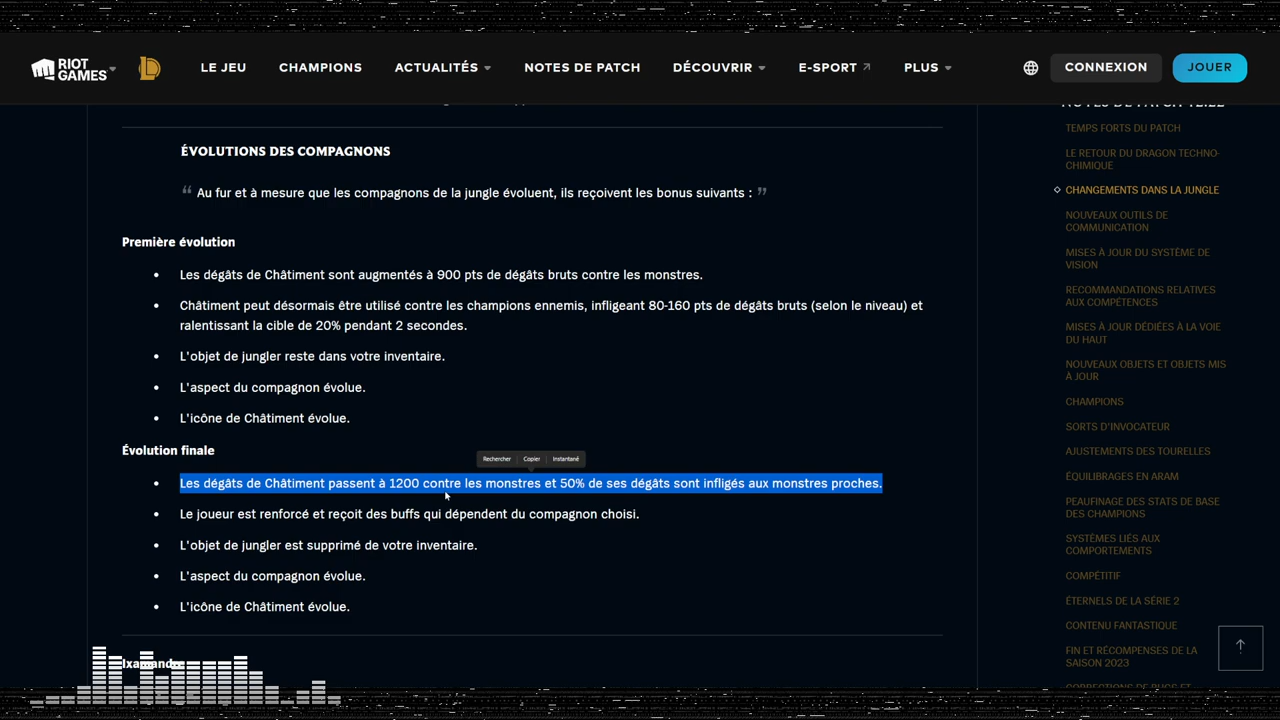 RIOT GAMES
LE JEU
CHAMPIONS
ACTUALITÉS
NOTES DE PATCH
DÉCOUVRIR
E-SPORT
PLUS
CONNEXION
JOUER
ÉVOLUTIONS DES COMPAGNONS
“ Au fur et à mesure que les compagnons de la jungle évoluent, ils reçoivent les bonus suivants : ”
Première évolution
• Les dégâts de Châtiment sont augmentés à 900 pts de dégâts bruts contre les monstres.
• Châtiment peut désormais être utilisé contre les champions ennemis, infligeant 80-160 pts de dégâts bruts (selon le niveau) et
ralentissant la cible de 20% pendant 2 secondes.
• L'objet de jungler reste dans votre inventaire.
• L'aspect du compagnon évolue.
• L'icône de Châtiment évolue.
Évolution finale
Rechercher
Copier
Instantané
• Les dégâts de Châtiment passent à 1200 contre les monstres et 50% de ses dégâts sont infligés aux monstres proches.
• Le joueur est renforcé et reçoit des buffs qui dépendent du compagnon choisi.
• L'objet de jungler est supprimé de votre inventaire.
• L'aspect du compagnon évolue.
• L'icône de Châtiment évolue.
NOTES DE PATCH
TEMPS FORTS DU PATCH
LE RETOUR DU DRAGON TECHNO-
CHIMIQUE
CHANGEMENTS DANS LA JUNGLE
NOUVEAUX OUTILS DE
COMMUNICATION
MISES À JOUR DU SYSTÈME DE
VISION
RECOMMANDATIONS RELATIVES
AUX COMPÉTENCES
MISES À JOUR DÉDIÉES À LA VOIE
DU HAUT
NOUVEAUX OBJETS ET OBJETS MIS
À JOUR
CHAMPIONS
SORTS D'INVOCATEUR
AJUSTEMENTS DES TOURELLES
ÉQUILIBRAGES EN ARAM
PEAUFINAGE DES STATS DE BASE
DES CHAMPIONS
SYSTÈMES LIÉS AUX
COMPORTEMENTS
COMPÉTITIF
ÉTERNELS DE LA SÉRIE 2
CONTENU FANTASTIQUE
FIN ET RÉCOMPENSES DE LA
SAISON 2023